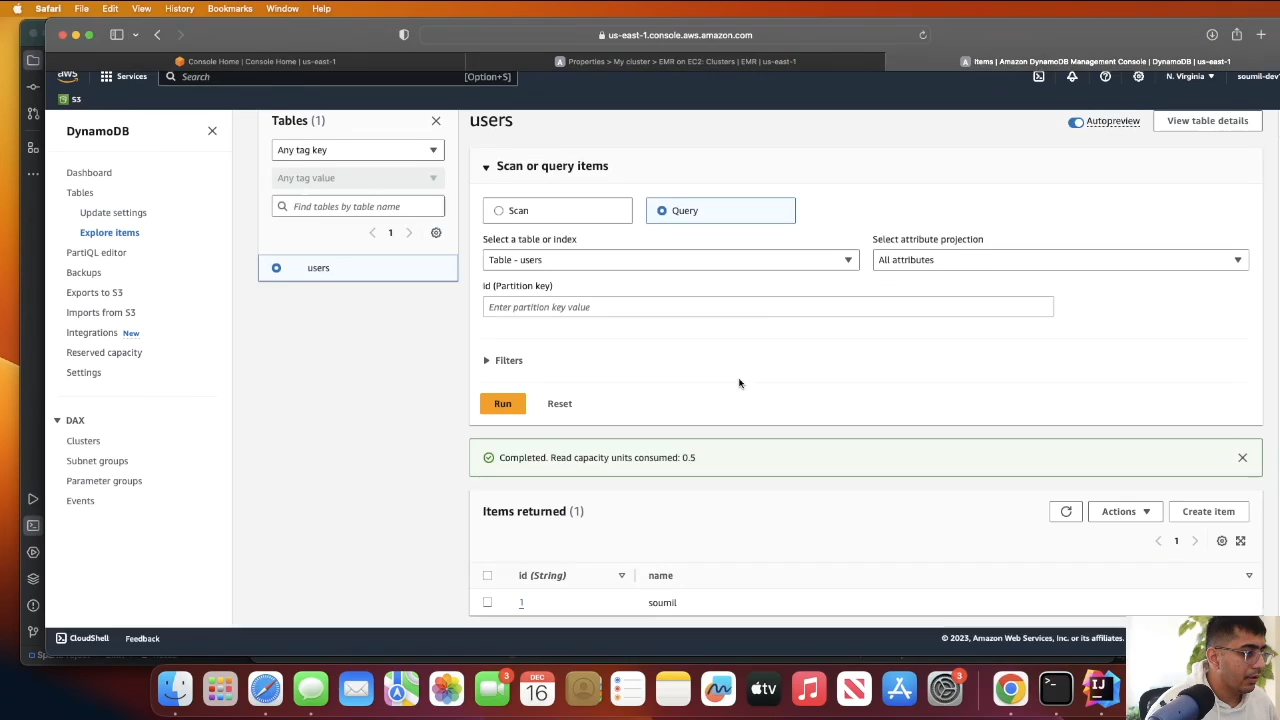 Safari File Edit View History Bookmarks Window Help
us-east-1.console.aws.amazon.com
Console Home | Console Home | us-east-1
Properties > My cluster > EMR on EC2: Clusters | EMR | us-east-1
Items | Amazon DynamoDB Management Console | DynamoDB | us-east-1
aws Services Search [Option+S] N. Virginia soumil-dev
S3
DynamoDB
Dashboard
Tables
Update settings
Explore items
PartiQL editor
Backups
Exports to S3
Imports from S3
Integrations New
Reserved capacity
Settings
DAX
Clusters
Subnet groups
Parameter groups
Events
Tables (1)
Any tag key
Any tag value
Find tables by table name
1
users
users
Autopreview View table details
Scan or query items
Scan Query
Select a table or index
Table - users
Select attribute projection
All attributes
id (Partition key)
Enter partition key value
Filters
Run Reset
Completed. Read capacity units consumed: 0.5
Items returned (1)
Actions Create item
1
id (String) name
1 soumil
CloudShell Feedback © 2023, Amazon Web Services, Inc. or its affiliates.
3
DEC
16
tv
3